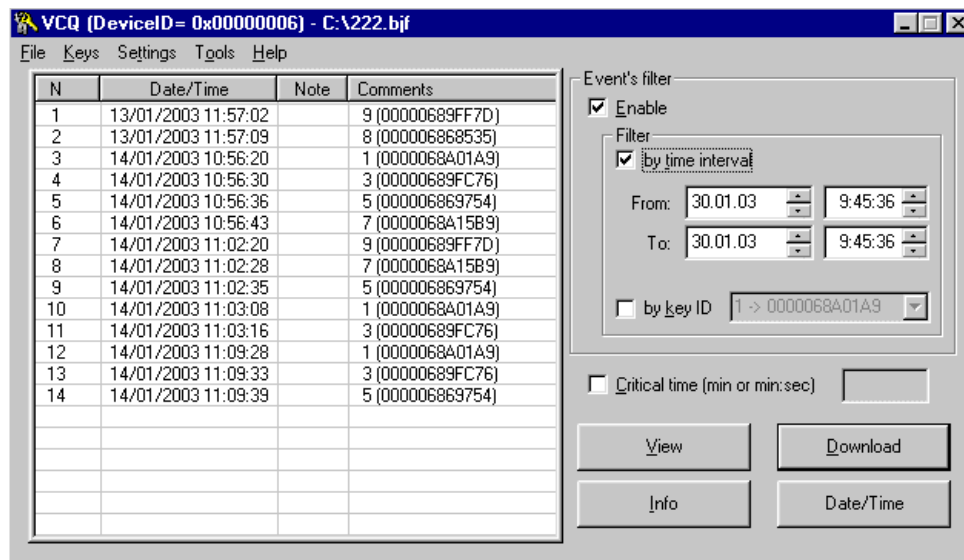 VCQ (DeviceID= 0x00000006) - C:\222.bjf
File Keys Settings Tools Help
N Date/Time Note Comments
1 13/01/2003 11:57:02 9 (00000689FF7D)
2 13/01/2003 11:57:09 8 (000006868535)
3 14/01/2003 10:56:20 1 (0000068A01A9)
4 14/01/2003 10:56:30 3 (00000689FC76)
5 14/01/2003 10:56:36 5 (000006869754)
6 14/01/2003 10:56:43 7 (0000068A15B9)
7 14/01/2003 11:02:20 9 (00000689FF7D)
8 14/01/2003 11:02:28 7 (0000068A15B9)
9 14/01/2003 11:02:35 5 (000006869754)
10 14/01/2003 11:03:08 1 (0000068A01A9)
11 14/01/2003 11:03:16 3 (00000689FC76)
12 14/01/2003 11:09:28 1 (0000068A01A9)
13 14/01/2003 11:09:33 3 (00000689FC76)
14 14/01/2003 11:09:39 5 (000006869754)
Event's filter
Enable
Filter
by time interval
From: 30.01.03 9:45:36
To: 30.01.03 9:45:36
by key ID 1 -> 0000068A01A9
Critical time (min or min:sec)
View Download
Info Date/Time